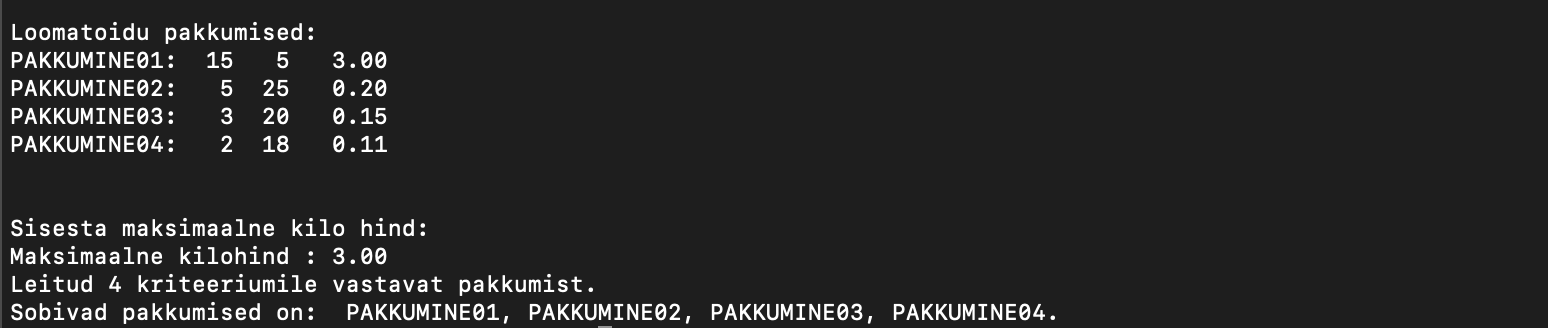 Loomatoidu pakkumised:
PAKKUMINE01:  15   5   3.00
PAKKUMINE02:   5  25   0.20
PAKKUMINE03:   3  20   0.15
PAKKUMINE04:   2  18   0.11
Sisesta maksimaalne kilo hind:
Maksimaalne kilohind : 3.00
Leitud 4 kriteeriumile vastavat pakkumist.
Sobivad pakkumised on:  PAKKUMINE01, PAKKUMINE02, PAKKUMINE03, PAKKUMINE04.